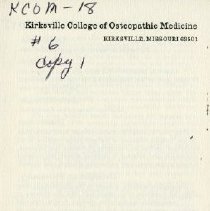 KCOM - 18
Kirksville College of Osteopathic Medicine
KIRKSVILLE, MISSOURI 63501
# 6
Copy 1